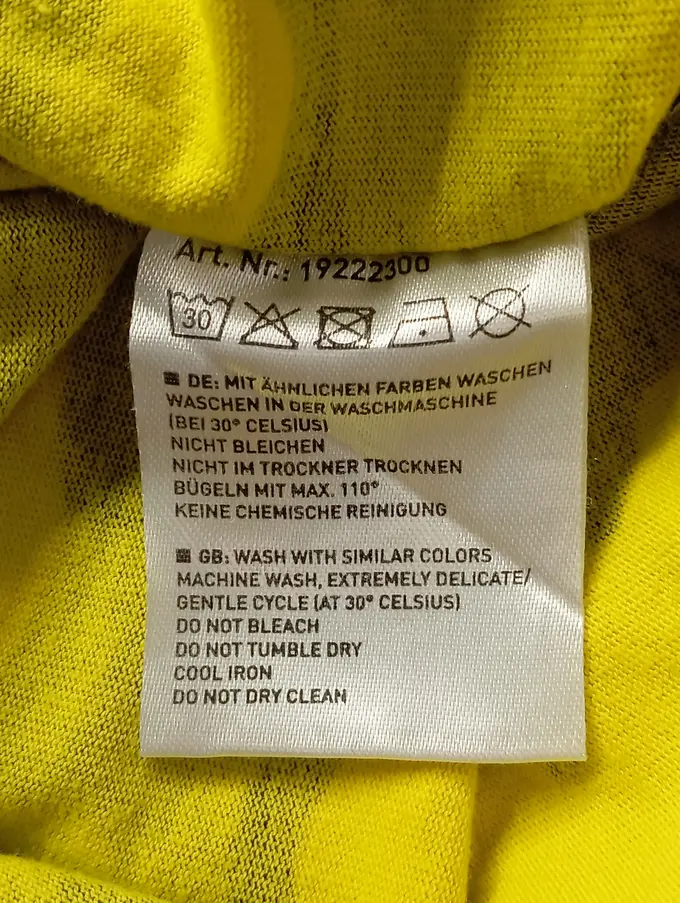 Art. Nr.: 19222300
30
DE: MIT ÄHNLICHEN FARBEN WASCHEN
WASCHEN IN DER WASCHMASCHINE
(BEI 30° CELSIUS)
NICHT BLEICHEN
NICHT IM TROCKNER TROCKNEN
BÜGELN MIT MAX. 110°
KEINE CHEMISCHE REINIGUNG
GB: WASH WITH SIMILAR COLORS
MACHINE WASH, EXTREMELY DELICATE/
GENTLE CYCLE (AT 30° CELSIUS)
DO NOT BLEACH
DO NOT TUMBLE DRY
COOL IRON
DO NOT DRY CLEAN